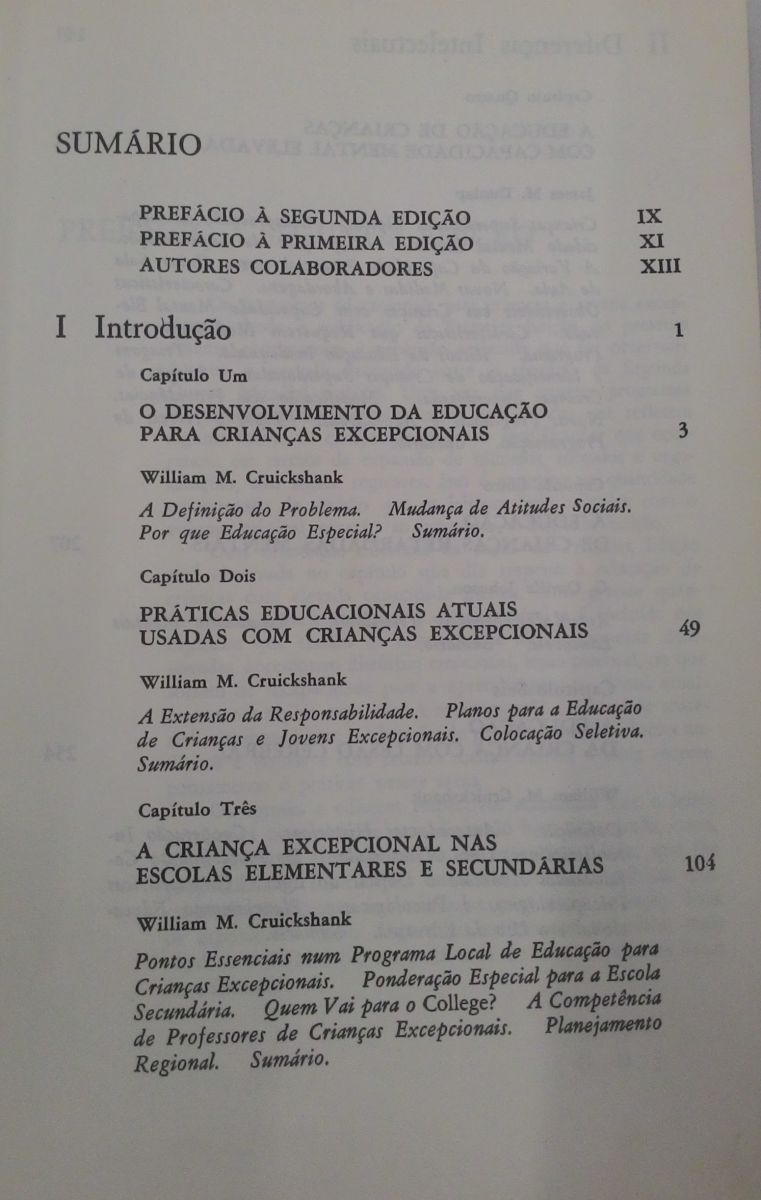 SUMÁRIO
PREFÁCIO À SEGUNDA EDIÇÃO IX
PREFÁCIO À PRIMEIRA EDIÇÃO XI
AUTORES COLABORADORES XIII
I Introdução 1
Capítulo Um
O DESENVOLVIMENTO DA EDUCAÇÃO
PARA CRIANÇAS EXCEPCIONAIS 3
William M. Cruickshank
A Definição do Problema. Mudança de Atitudes Sociais.
Por que Educação Especial? Sumário.
Capítulo Dois
PRÁTICAS EDUCACIONAIS ATUAIS
USADAS COM CRIANÇAS EXCEPCIONAIS 49
William M. Cruickshank
A Extensão da Responsabilidade. Planos para a Educação
de Crianças e Jovens Excepcionais. Colocação Seletiva.
Sumário.
Capítulo Três
A CRIANÇA EXCEPCIONAL NAS
ESCOLAS ELEMENTARES E SECUNDÁRIAS 104
William M. Cruickshank
Pontos Essenciais num Programa Local de Educação para
Crianças Excepcionais. Ponderação Especial para a Escola
Secundária. Quem Vai para o College? A Competência
de Professores de Crianças Excepcionais. Planejamento
Regional. Sumário.